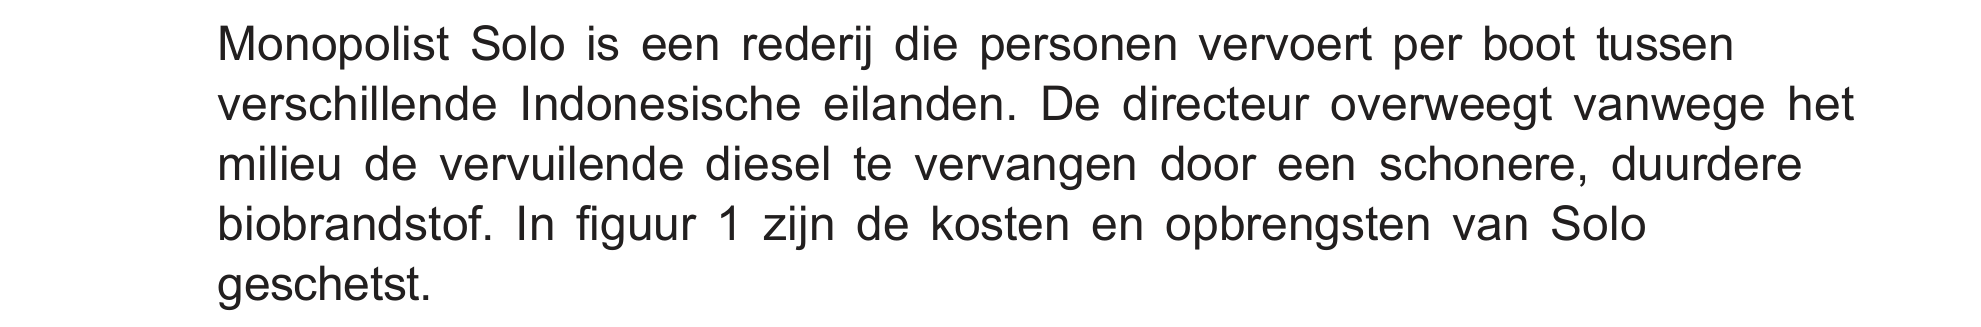 Monopolist Solo is een rederij die personen vervoert per boot tussen
verschillende Indonesische eilanden. De directeur overweegt vanwege het
milieu de vervuilende diesel te vervangen door een schonere, duurdere
biobrandstof. In figuur 1 zijn de kosten en opbrengsten van Solo
geschetst.